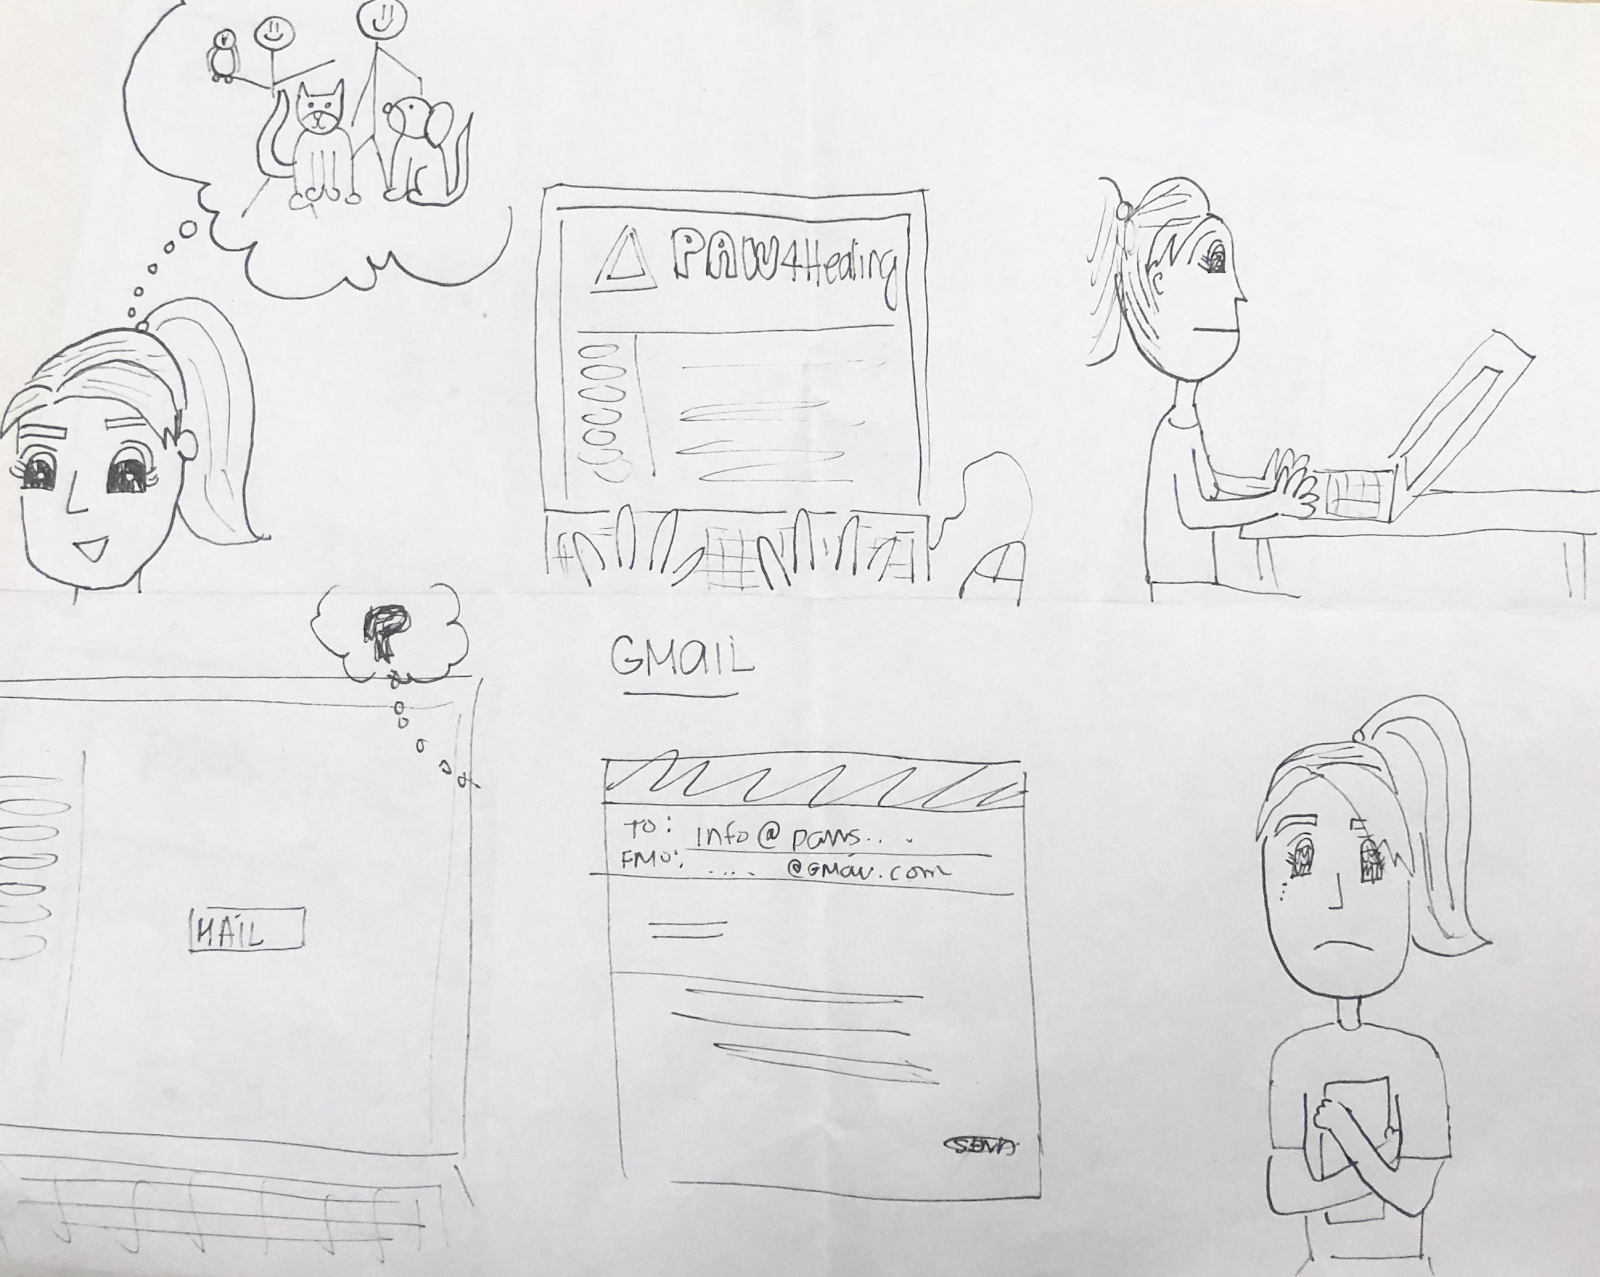 PAW4Healing
?
MAIL
GMAIL
TO: info@paws....
FMO: .... @GMAIL.com
SEND